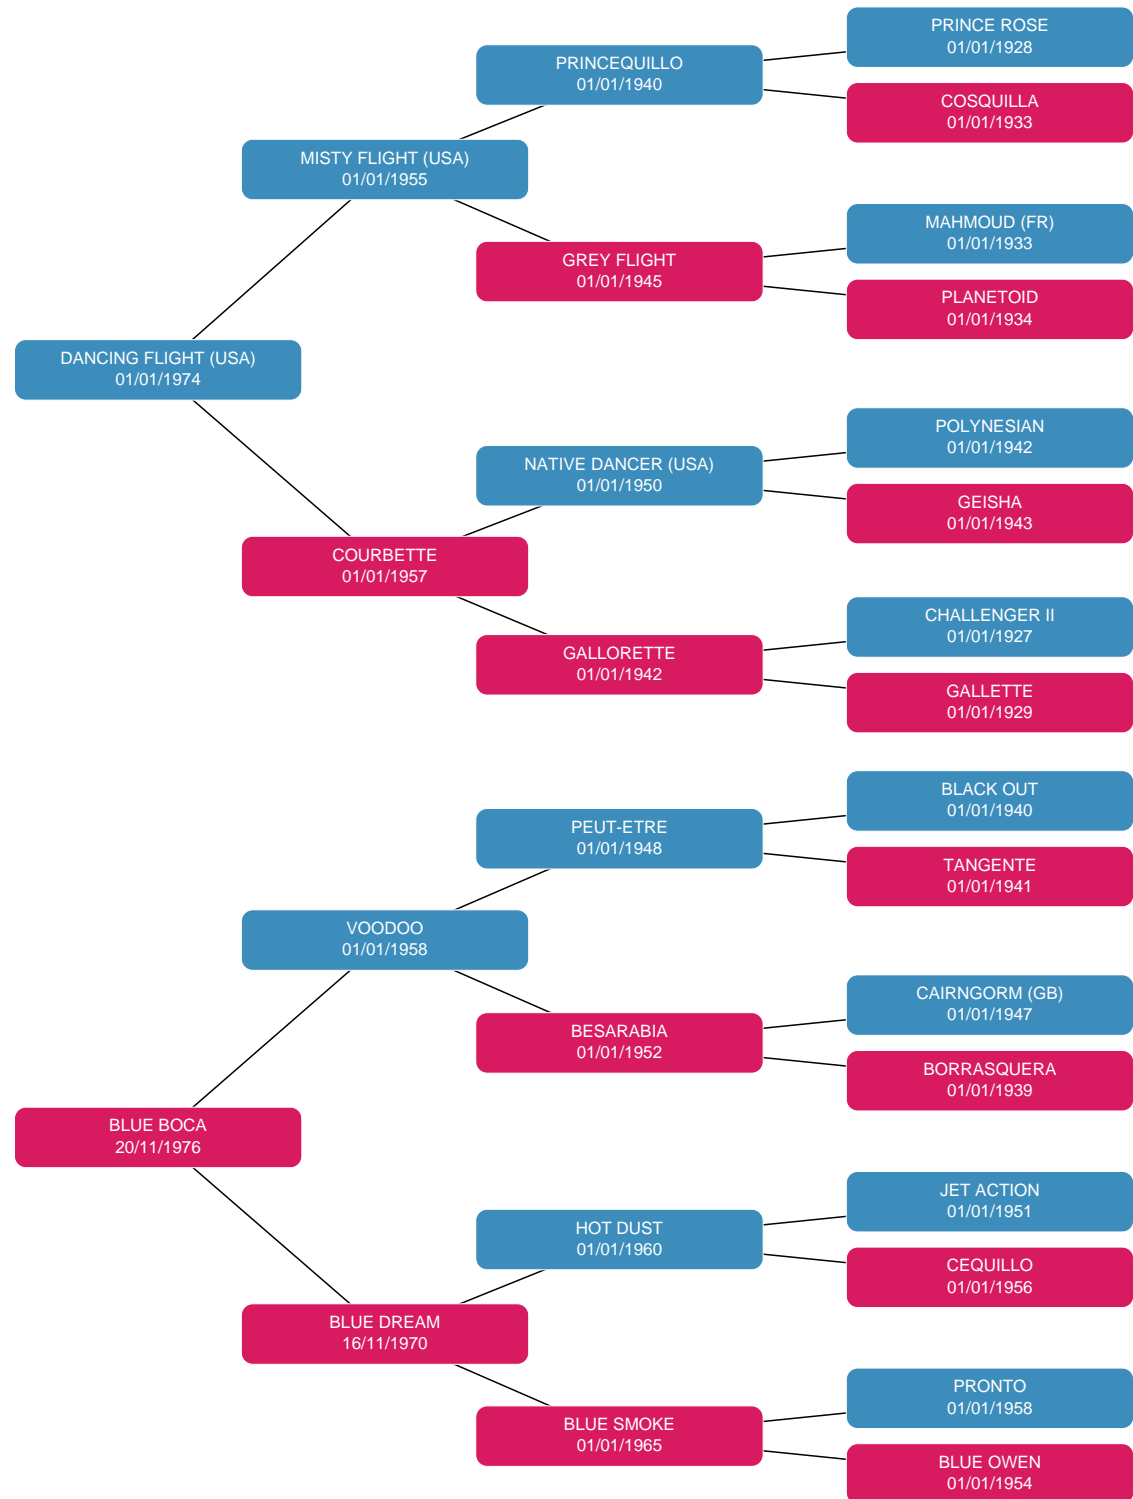 PRINCE ROSE
01/01/1928
PRINCEQUILLO
01/01/1940
COSQUILLA
01/01/1933
MISTY FLIGHT (USA)
01/01/1955
MAHMOUD (FR)
01/01/1933
GREY FLIGHT
01/01/1945
PLANETOID
01/01/1934
DANCING FLIGHT (USA)
01/01/1974
POLYNESIAN
01/01/1942
NATIVE DANCER (USA)
01/01/1950
GEISHA
01/01/1943
COURBETTE
01/01/1957
CHALLENGER II
01/01/1927
GALLORETTE
01/01/1942
GALLETTE
01/01/1929
BLACK OUT
01/01/1940
PEUT-ETRE
01/01/1948
TANGENTE
01/01/1941
VOODOO
01/01/1958
CAIRNGORM (GB)
01/01/1947
BESARABIA
01/01/1952
BORRASQUERA
01/01/1939
BLUE BOCA
20/11/1976
JET ACTION
01/01/1951
HOT DUST
01/01/1960
CEQUILLO
01/01/1956
BLUE DREAM
16/11/1970
PRONTO
01/01/1958
BLUE SMOKE
01/01/1965
BLUE OWEN
01/01/1954